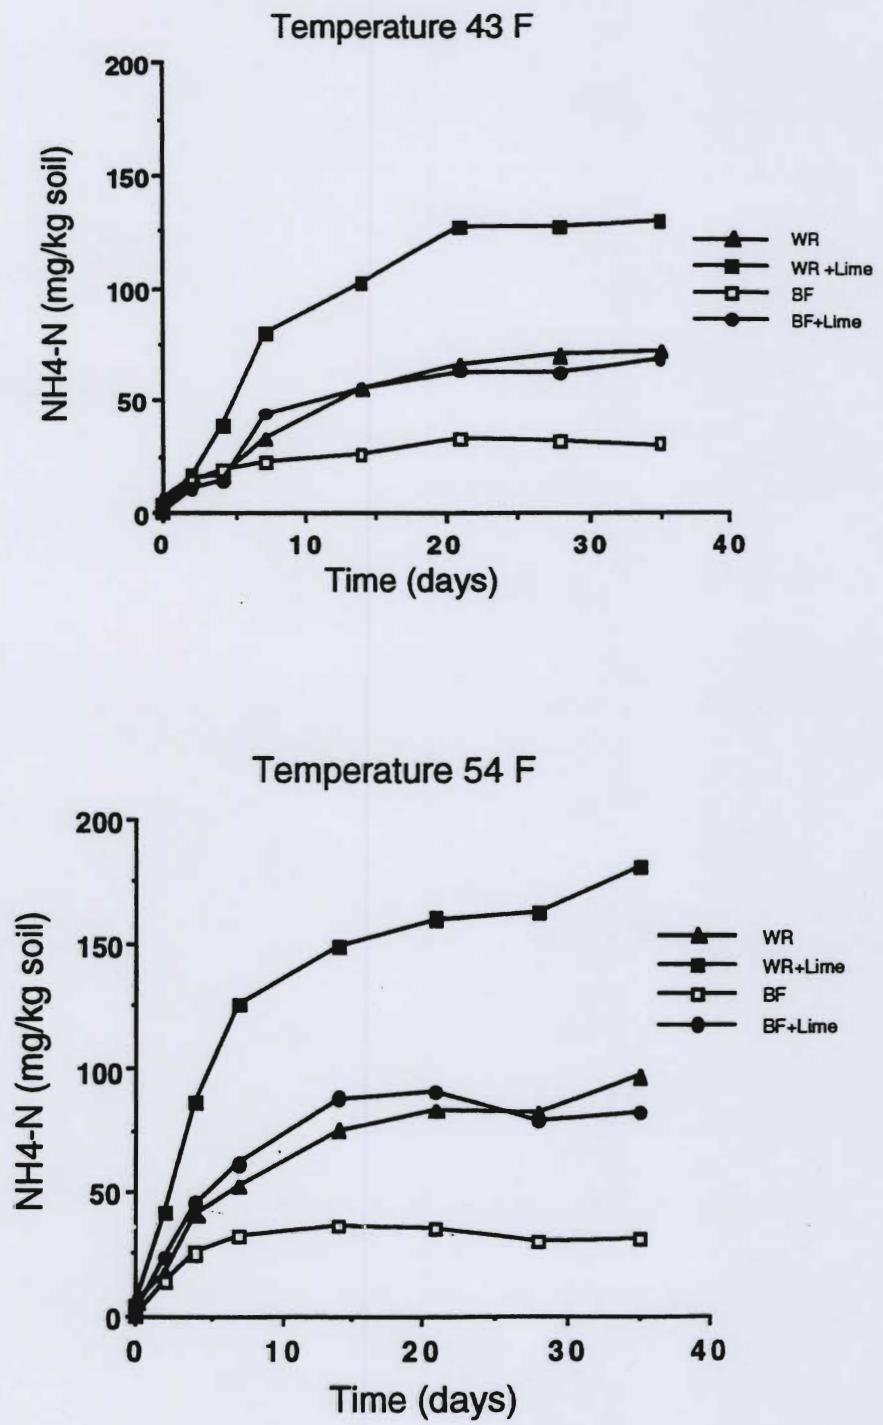 Temperature 43 F
200
150
100
50
0
NH4-N (mg/kg soil)
0 10 20 30 40
Time (days)
WR
WR +Lime
BF
BF+Lime
Temperature 54 F
200
150
100
50
0
NH4-N (mg/kg soil)
0 10 20 30 40
Time (days)
WR
WR+Lime
BF
BF+Lime